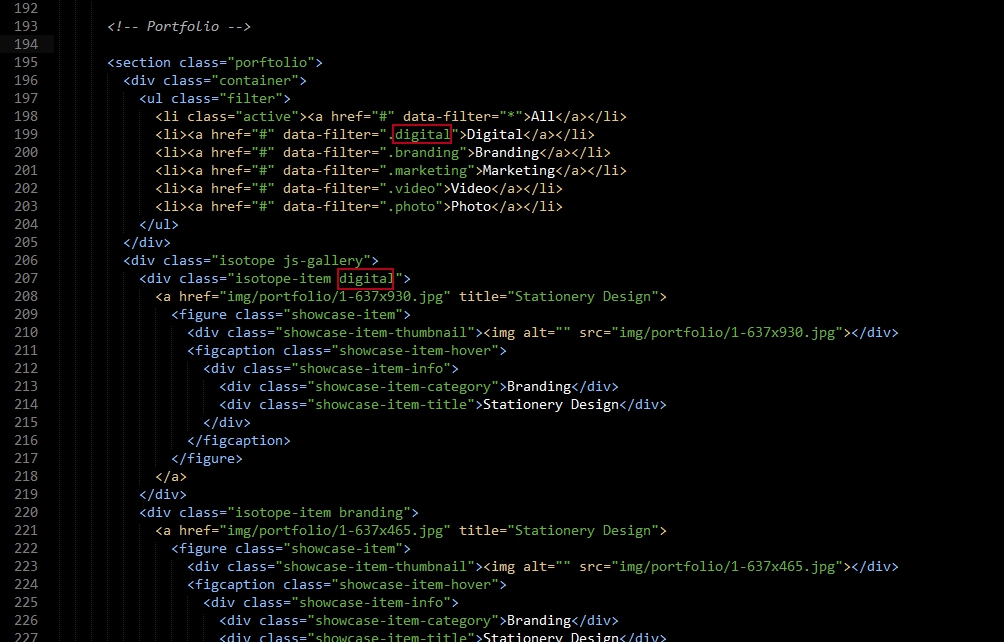 192
193 <!-- Portfolio -->
194
195 <section class="porftolio">
196 <div class="container">
197 <ul class="filter">
198 <li class="active"><a href="#" data-filter="*">All</a></li>
199 <li><a href="#" data-filter=".digital">Digital</a></li>
200 <li><a href="#" data-filter=".branding">Branding</a></li>
201 <li><a href="#" data-filter=".marketing">Marketing</a></li>
202 <li><a href="#" data-filter=".video">Video</a></li>
203 <li><a href="#" data-filter=".photo">Photo</a></li>
204 </ul>
205 </div>
206 <div class="isotope js-gallery">
207 <div class="isotope-item digital">
208 <a href="img/portfolio/1-637x930.jpg" title="Stationery Design">
209 <figure class="showcase-item">
210 <div class="showcase-item-thumbnail"><img alt="" src="img/portfolio/1-637x930.jpg"></div>
211 <figcaption class="showcase-item-hover">
212 <div class="showcase-item-info">
213 <div class="showcase-item-category">Branding</div>
214 <div class="showcase-item-title">Stationery Design</div>
215 </div>
216 </figcaption>
217 </figure>
218 </a>
219 </div>
220 <div class="isotope-item branding">
221 <a href="img/portfolio/1-637x465.jpg" title="Stationery Design">
222 <figure class="showcase-item">
223 <div class="showcase-item-thumbnail"><img alt="" src="img/portfolio/1-637x465.jpg"></div>
224 <figcaption class="showcase-item-hover">
225 <div class="showcase-item-info">
226 <div class="showcase-item-category">Branding</div>
227 <div class="showcase-item-title">Stationery Design</div>